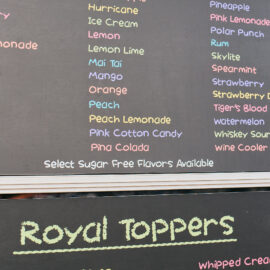 Hurricane
Ice Cream
Lemon
Lemon Lime
Mai Tai
Mango
Orange
Peach
Peach Lemonade
Pink Cotton Candy
Pina Colada
Pineapple
Pink Lemonade
Polar Punch
Rum
Skylite
Spearmint
Strawberry
Strawberry D
Tiger's Blood
Watermelon
Whiskey Sour
Wine Cooler
Select Sugar Free Flavors Available
Royal Toppers
Whipped Crea